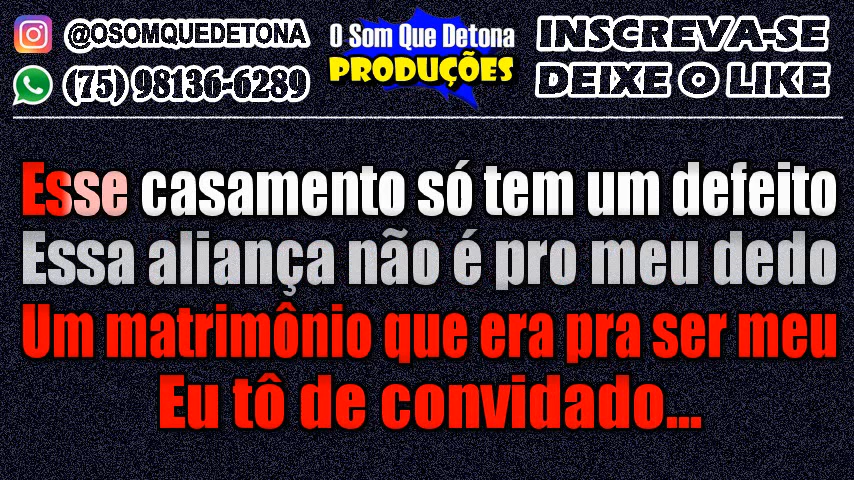 @OSOMQUEDETONA
(75) 98136-6289
O Som Que Detona
PRODUÇÕES
INSCREVA-SE
DEIXE O LIKE
Esse casamento só tem um defeito
Essa aliança não é pro meu dedo
Um matrimônio que era pra ser meu
Eu tô de convidado...